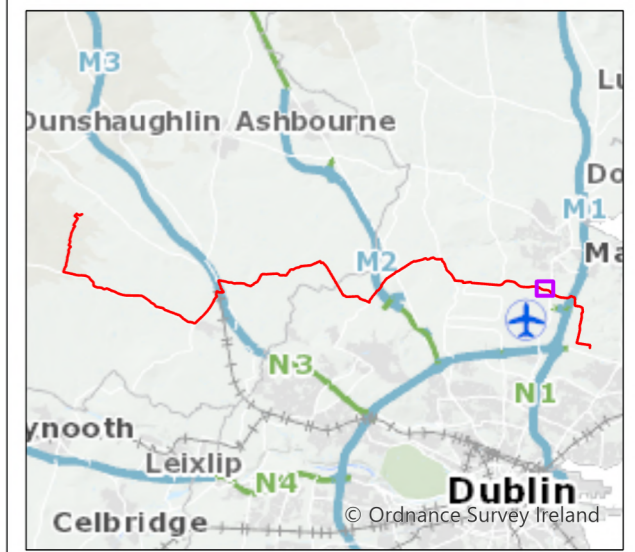 M3
Lu
Dunshaughlin Ashbourne
Do
M1
Ma
M2
N3
N1
ynooth
Leixlip
N4
Dublin
© Ordnance Survey Ireland
Celbridge